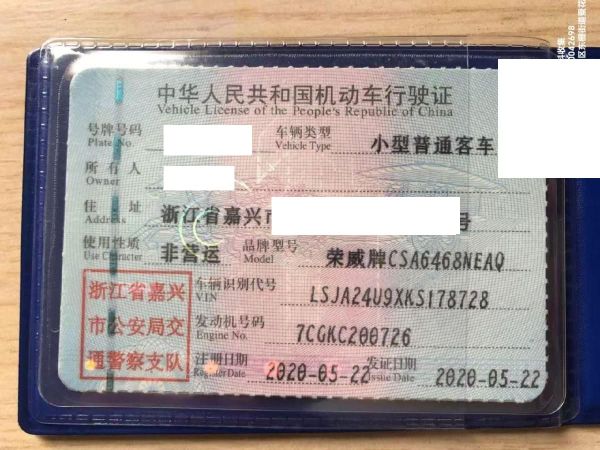 中华人民共和国机动车行驶证
Vehicle License of the People's Republic of China
号牌号码
Plate No.
车辆类型 小型普通客车
Vehicle Type
所有人
Owner
住址 浙江省嘉兴 号
Address
使用性质 非营运 品牌型号 荣威牌CSA6468NEAQ
Use Character Model
浙江省嘉兴
市公安局交
通警察支队
车辆识别代号 LSJA24U9XKS178728
VIN
发动机号码 7CGKC200726
Engine No.
注册日期 2020-05-22 发证日期 2020-05-22
Register Date Issue Date